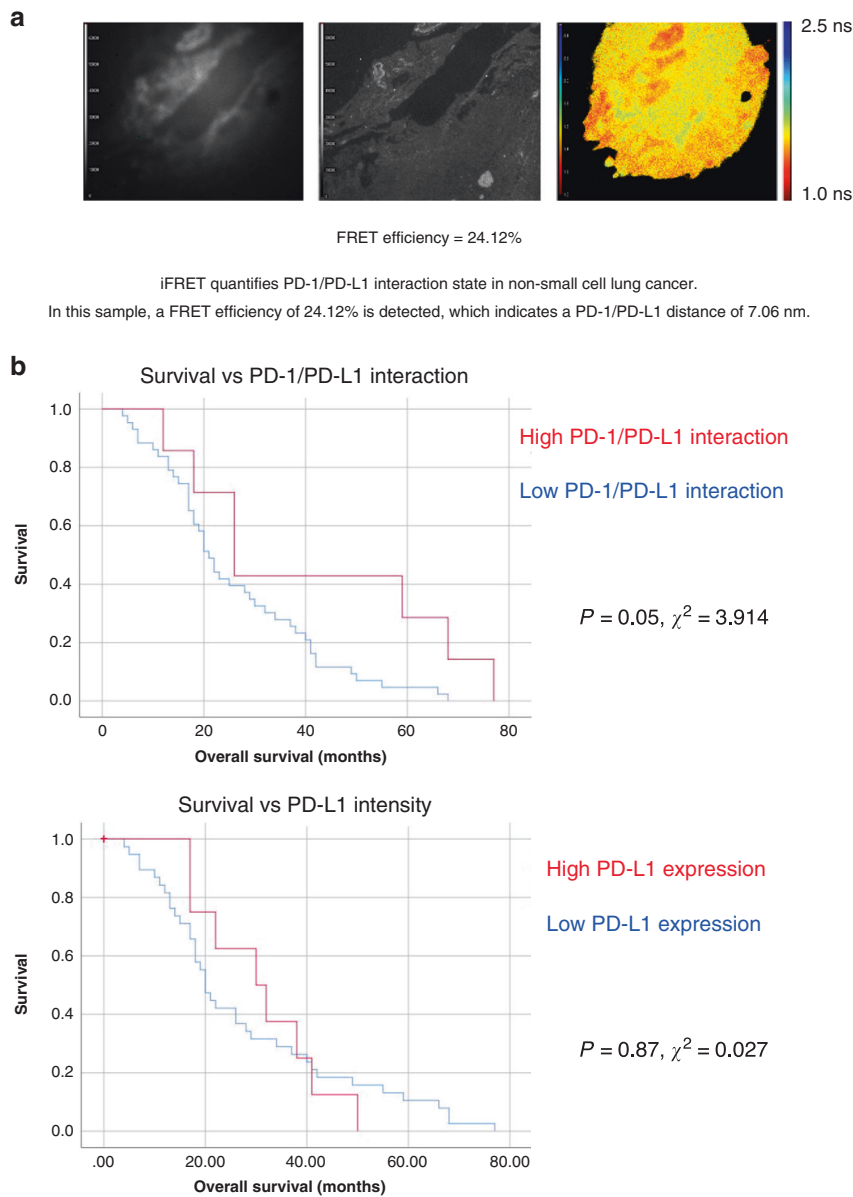 a
2.5 ns
1.0 ns
FRET efficiency = 24.12%
iFRET quantifies PD-1/PD-L1 interaction state in non-small cell lung cancer.
In this sample, a FRET efficiency of 24.12% is detected, which indicates a PD-1/PD-L1 distance of 7.06 nm.
b
Survival vs PD-1/PD-L1 interaction
1.0
0.8
0.6
0.4
0.2
0.0
Survival
0
20
40
60
80
Overall survival (months)
High PD-1/PD-L1 interaction
Low PD-1/PD-L1 interaction
P = 0.05, χ² = 3.914
Survival vs PD-L1 intensity
1.0
0.8
0.6
0.4
0.2
0.0
Survival
.00
20.00
40.00
60.00
80.00
Overall survival (months)
High PD-L1 expression
Low PD-L1 expression
P = 0.87, χ² = 0.027